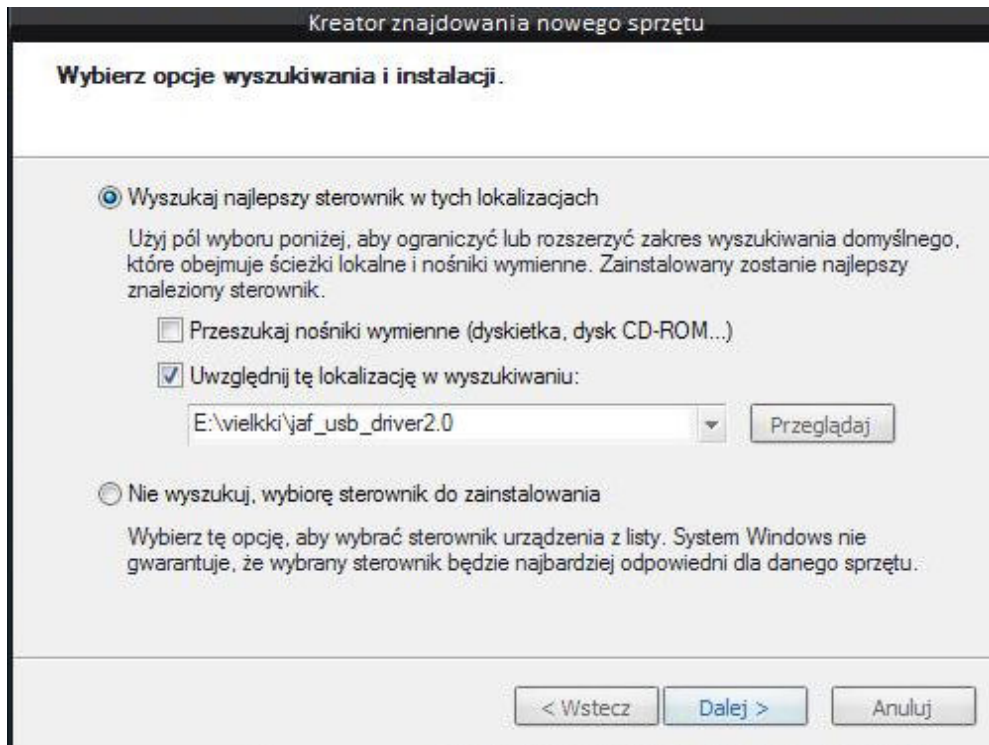 Kreator znajdowania nowego sprzętu
Wybierz opcje wyszukiwania i instalacji.
Wyszukaj najlepszy sterownik w tych lokalizacjach
Użyj pól wyboru poniżej, aby ograniczyć lub rozszerzyć zakres wyszukiwania domyślnego,
które obejmuje ścieżki lokalne i nośniki wymienne. Zainstalowany zostanie najlepszy
znaleziony sterownik.
Przeszukaj nośniki wymienne (dyskietka, dysk CD-ROM...)
Uwzględnij tę lokalizację w wyszukiwaniu:
E:\vielkki\jaf_usb_driver2.0
Przeglądaj
Nie wyszukuj, wybiorę sterownik do zainstalowania
Wybierz tę opcję, aby wybrać sterownik urządzenia z listy. System Windows nie
gwarantuje, że wybrany sterownik będzie najbardziej odpowiedni dla danego sprzętu.
< Wstecz Dalej > Anuluj